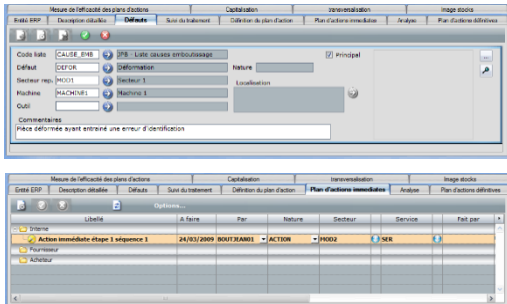 Mesure de l'efficacité des plans d'actions Capitalisation transversalisation Image stocks
Entité ERP Description détaillée Défauts Suivi du traitement Définition du plan d'action Plan d'actions immédiates Analyse Plan d'actions définitives
Code liste CAUSE_EMB JPB - Liste causes emboutissage Principal
Défaut DEFOR Déformation Nature
Secteur rep. MOD1 Secteur 1 Localisation
Machine MACHINE1 Machine 1
Outil
Commentaires
Pièce déformée ayant entrainé une erreur d'identification
Mesure de l'efficacité des plans d'actions Capitalisation transversalisation Image stocks
Entité ERP Description détaillée Défauts Suivi du traitement Définition du plan d'action Plan d'actions immédiates Analyse Plan d'actions définitives
Options...
Libellé A faire Par Nature Secteur Service Fait par
Interne
Action immédiate étape 1 séquence 1 24/03/2009 BOUTJEAN01 ACTION MOD2 SER
Fournisseur
Acheteur